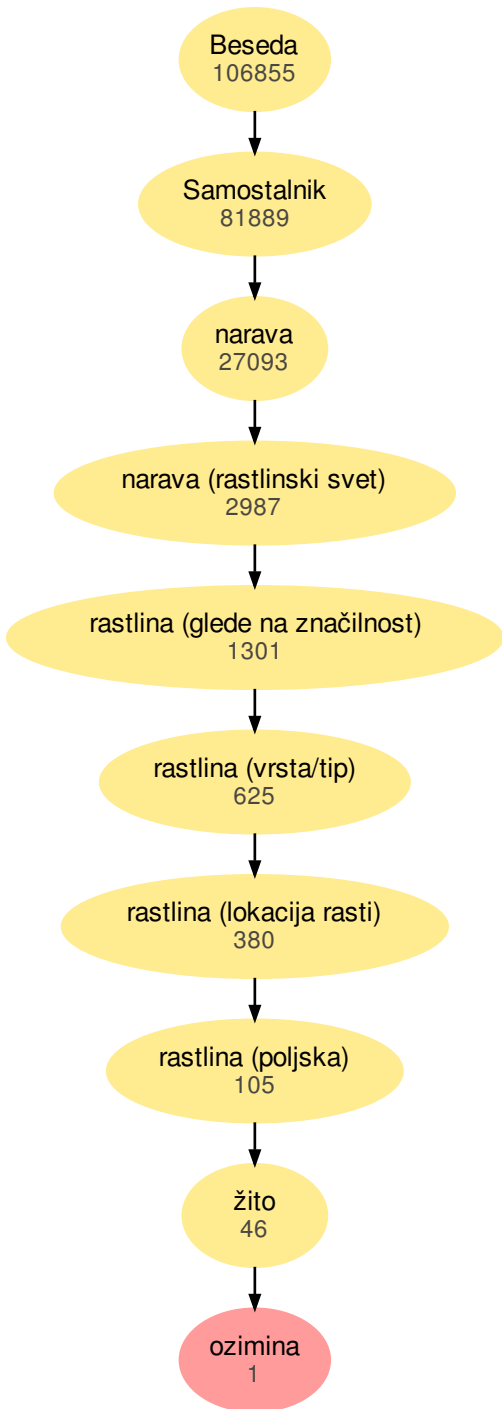 Beseda
106855
Samostalnik
81889
narava
27093
narava (rastlinski svet)
2987
rastlina (glede na značilnost)
1301
rastlina (vrsta/tip)
625
rastlina (lokacija rasti)
380
rastlina (poljska)
105
žito
46
ozimina
1